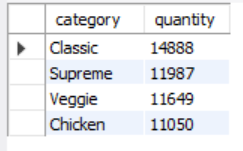 category quantity
Classic 14888
Supreme 11987
Veggie 11649
Chicken 11050